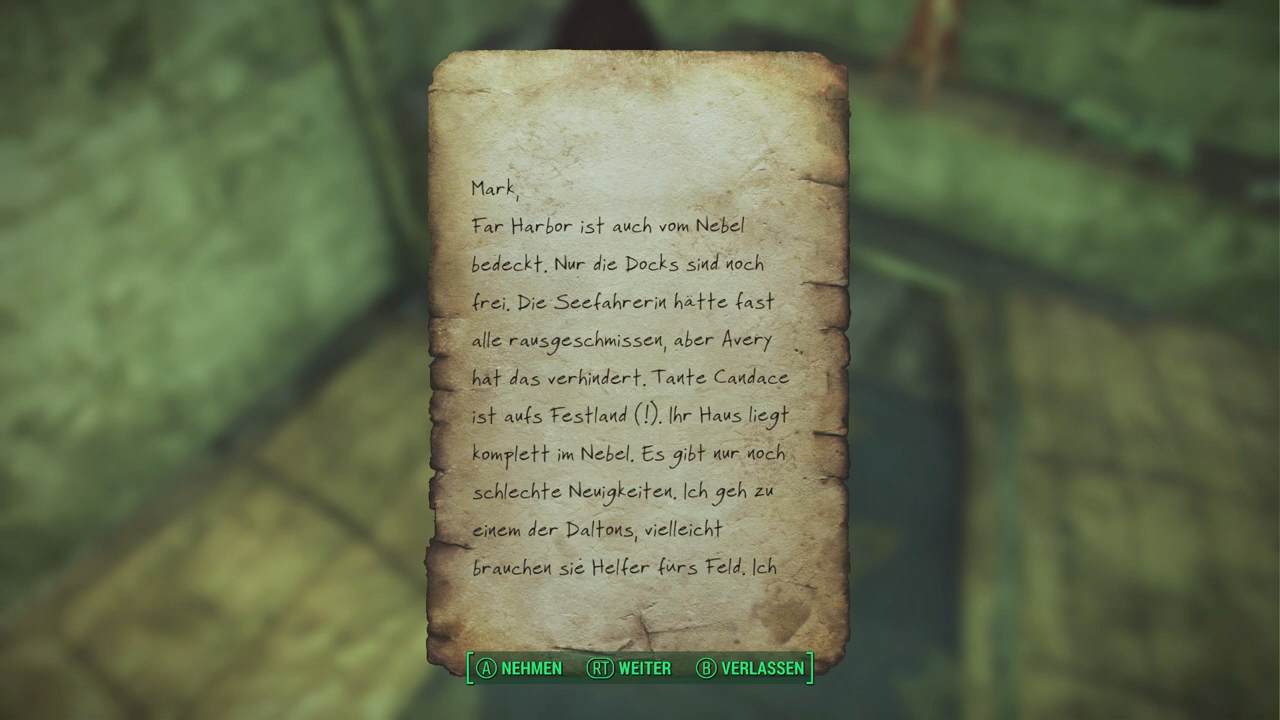 Mark,
Far Harbor ist auch vom Nebel
bedeckt. Nur die Docks sind noch
frei. Die Seefahrerin hätte fast
alle rausgeschmissen, aber Avery
hat das verhindert. Tante Candace
ist aufs Festland (!). Ihr Haus liegt
komplett im Nebel. Es gibt nur noch
schlechte Neuigkeiten. Ich geh zu
einem der Daltons, vielleicht
brauchen sie Helfer fürs Feld. Ich
A NEHMEN RT WEITER B VERLASSEN